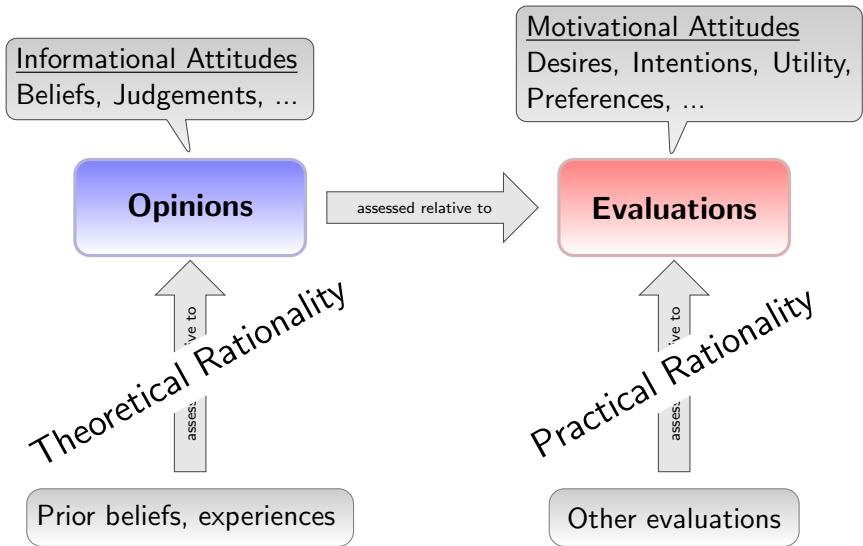 Informational Attitudes
Beliefs, Judgements, ...
Motivational Attitudes
Desires, Intentions, Utility,
Preferences, ...
Opinions
assessed relative to
Evaluations
Theoretical Rationality
Practical Rationality
Prior beliefs, experiences
Other evaluations